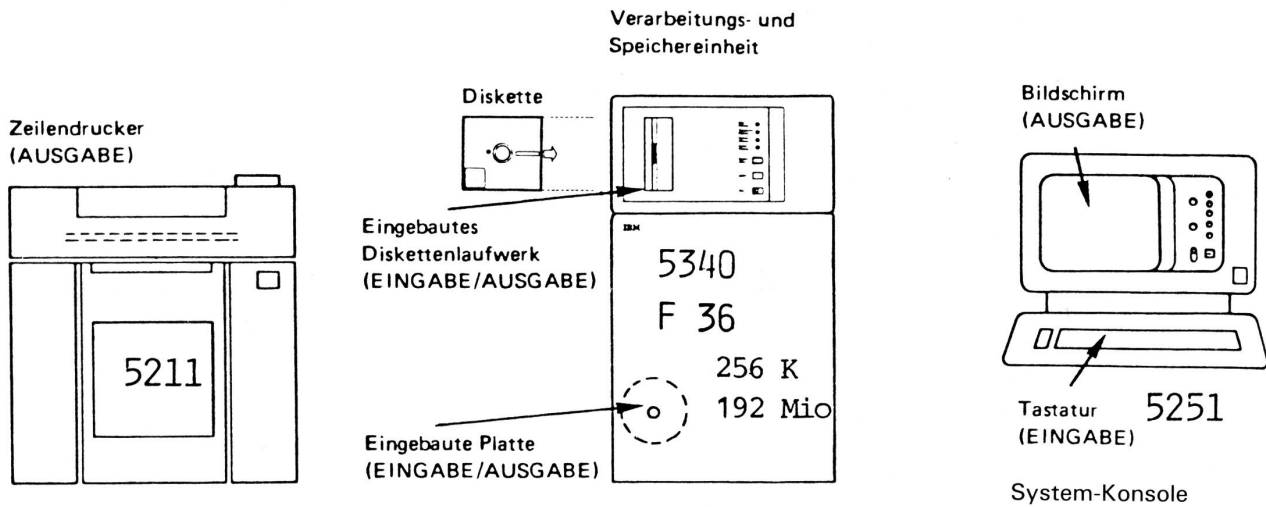 Verarbeitungs- und
Speichereinheit
Zeilendrucker
(AUSGABE)
5211
Diskette
Eingebautes
Diskettenlaufwerk
(EINGABE/AUSGABE)
Eingebaute Platte
(EINGABE/AUSGABE)
IBM
5340
F 36
256 K
192 Mio
Bildschirm
(AUSGABE)
Tastatur
(EINGABE)
5251
System-Konsole